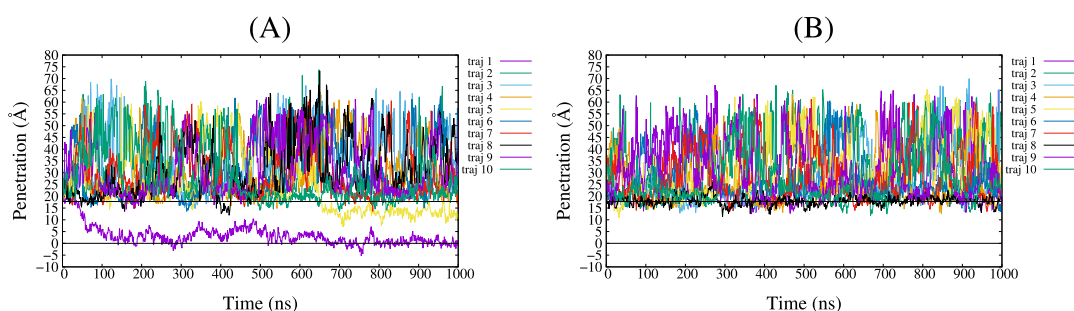 (A)
80
75
70
65
60
55
50
45
40
35
30
25
20
15
10
5
0
−5
−10
Penetration (Å)
0 100 200 300 400 500 600 700 800 900 1000
Time (ns)
traj 1
traj 2
traj 3
traj 4
traj 5
traj 6
traj 7
traj 8
traj 9
traj 10
(B)
80
75
70
65
60
55
50
45
40
35
30
25
20
15
10
5
0
−5
−10
Penetration (Å)
0 100 200 300 400 500 600 700 800 900 1000
Time (ns)
traj 1
traj 2
traj 3
traj 4
traj 5
traj 6
traj 7
traj 8
traj 9
traj 10